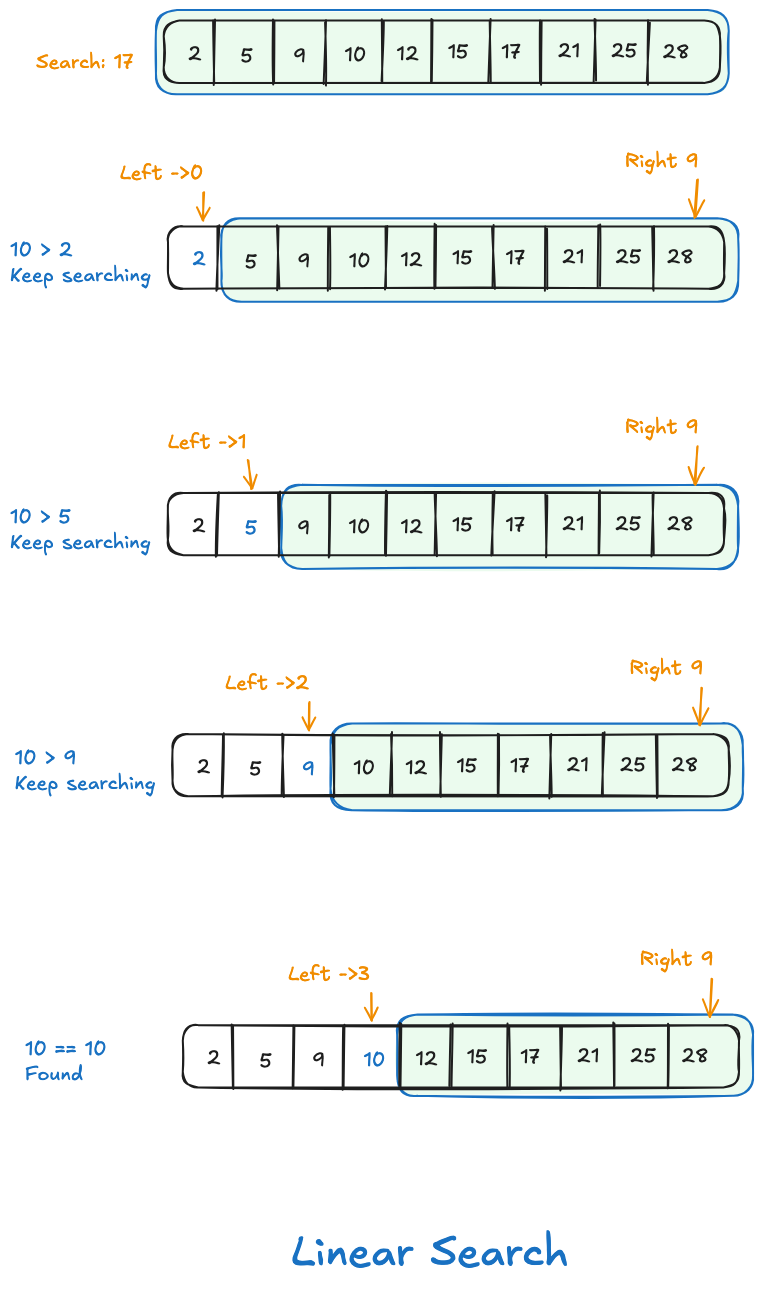 Search: 17
2 5 9 10 12 15 17 21 25 28
Left ->0
Right 9
10 > 2
Keep searching
2 5 9 10 12 15 17 21 25 28
Left ->1
Right 9
10 > 5
Keep searching
2 5 9 10 12 15 17 21 25 28
Left ->2
Right 9
10 > 9
Keep searching
2 5 9 10 12 15 17 21 25 28
Left ->3
Right 9
10 == 10
Found
2 5 9 10 12 15 17 21 25 28
Linear Search